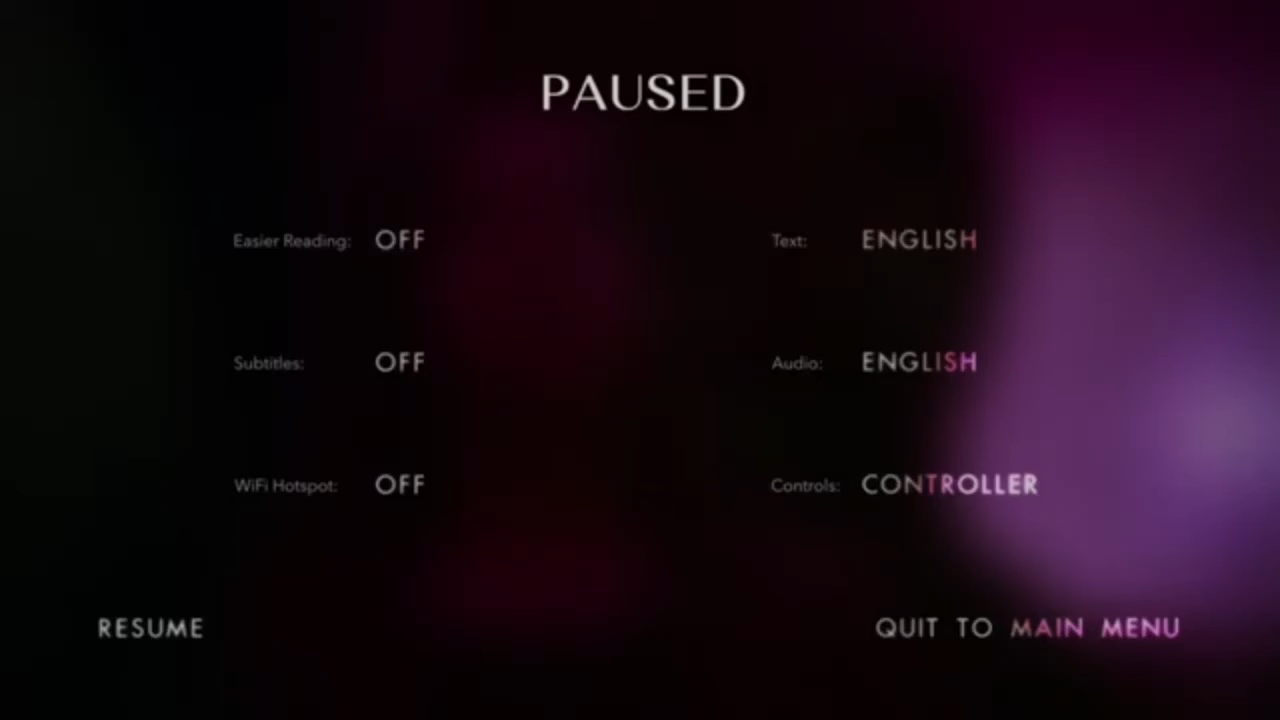 PAUSED
Easier Reading: OFF
Text: ENGLISH
Subtitles: OFF
Audio: ENGLISH
WiFi Hotspot: OFF
Controls: CONTROLLER
RESUME
QUIT TO MAIN MENU